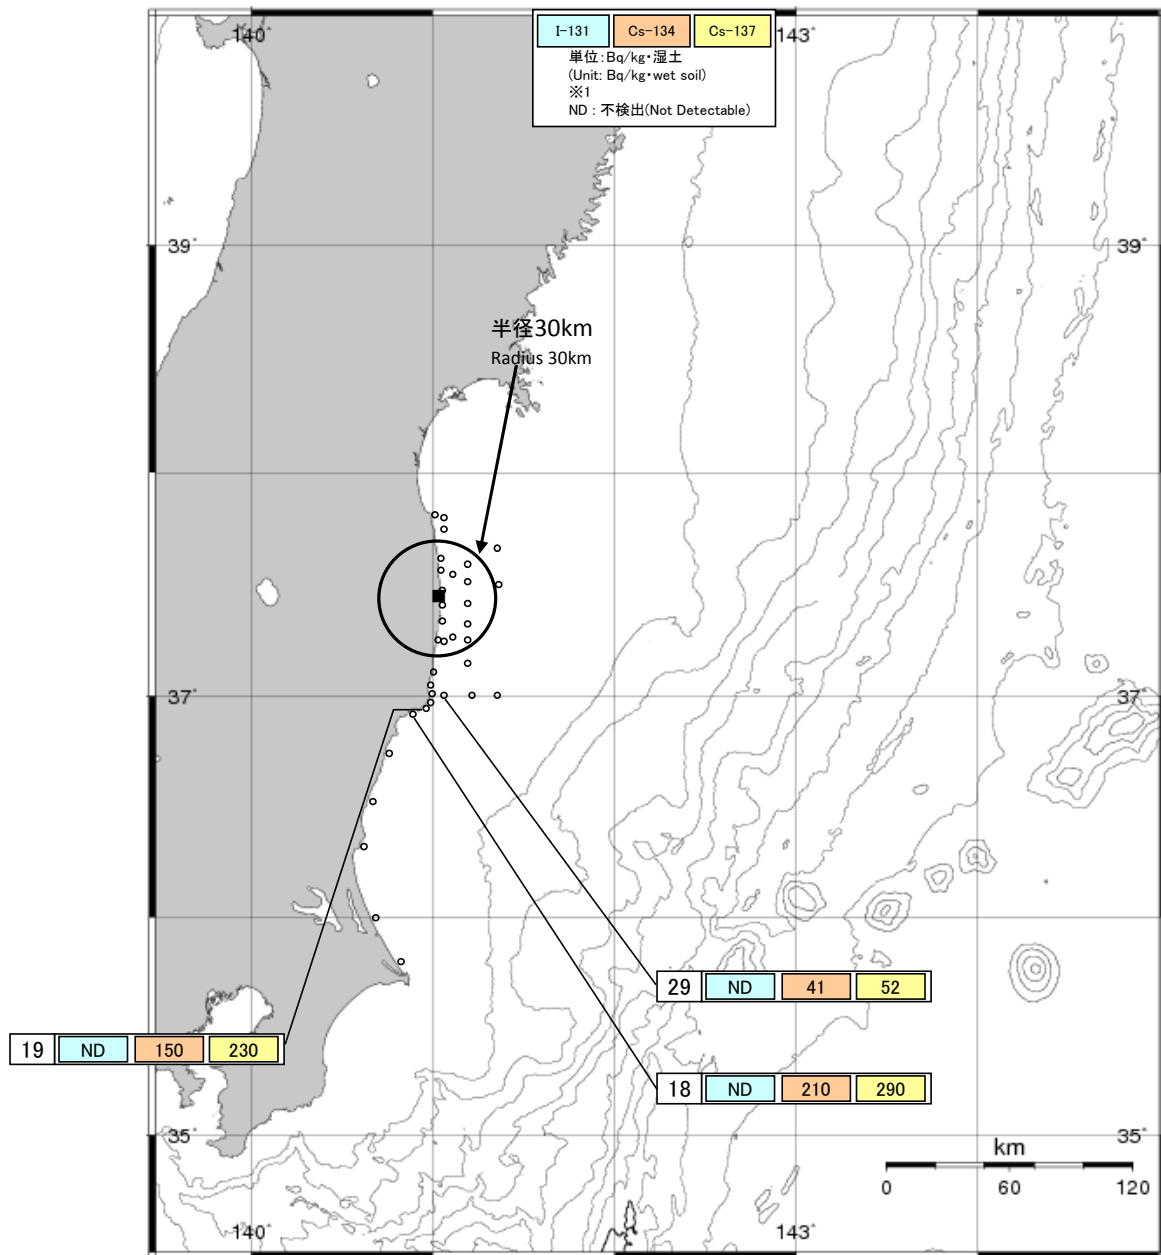 140°
I-131 Cs-134 Cs-137
143°
単位:Bq/kg・湿土
(Unit: Bq/kg・wet soil)
※1
ND : 不検出(Not Detectable)
39°
39°
半径30km
Radius 30km
37°
37°
29 ND 41 52
19 ND 150 230
18 ND 210 290
35°
35°
km
0 60 120
140°
143°